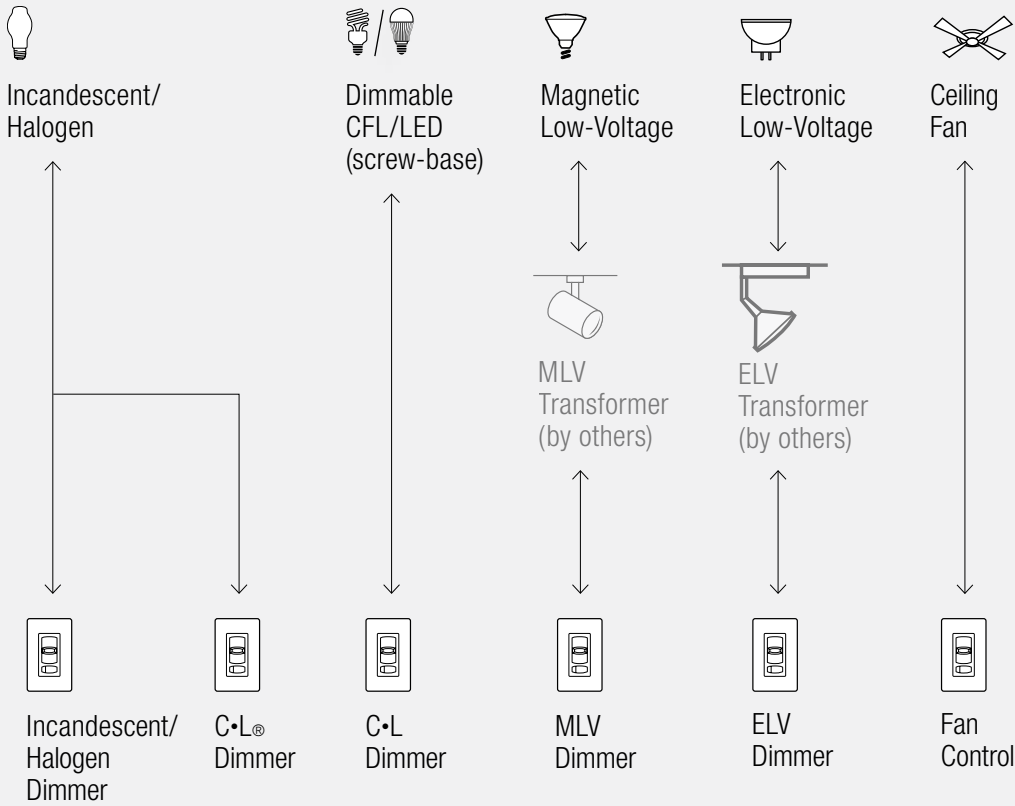 Incandescent/
Halogen
Dimmable
CFL/LED
(screw-base)
Magnetic
Low-Voltage
Electronic
Low-Voltage
Ceiling
Fan
MLV
Transformer
(by others)
ELV
Transformer
(by others)
Incandescent/
Halogen
Dimmer
C•L®
Dimmer
C•L
Dimmer
MLV
Dimmer
ELV
Dimmer
Fan
Control